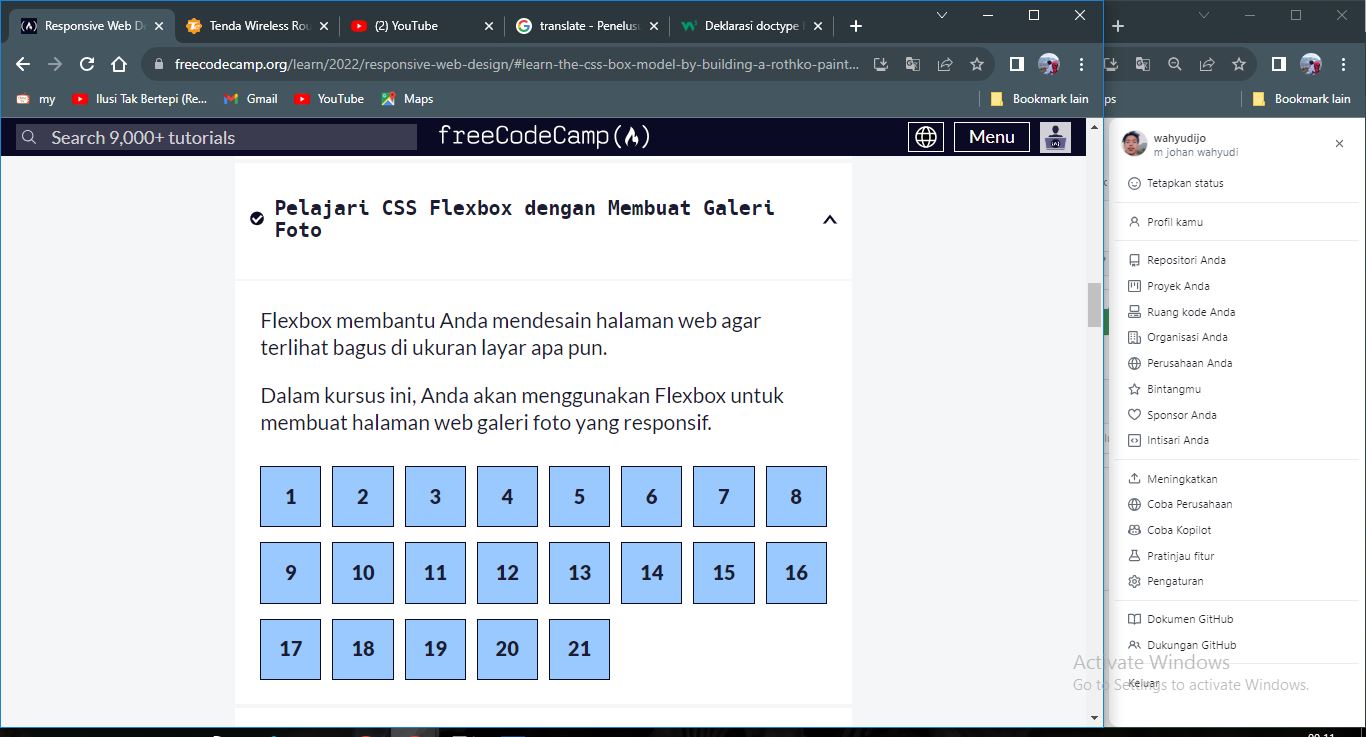 Responsive Web D
Tenda Wireless Rou
(2) YouTube
translate - Penelus
Deklarasi doctype
freecodecamp.org/learn/2022/responsive-web-design/#learn-the-css-box-model-by-building-a-rothko-paint...
my
Ilusi Tak Bertepi (Re...
Gmail
YouTube
Maps
Bookmark lain
ps
Bookmark lain
Search 9,000+ tutorials
freeCodeCamp
Menu
Pelajari CSS Flexbox dengan Membuat Galeri
Foto
Flexbox membantu Anda mendesain halaman web agar
terlihat bagus di ukuran layar apa pun.
Dalam kursus ini, Anda akan menggunakan Flexbox untuk
membuat halaman web galeri foto yang responsif.
1 2 3 4 5 6 7 8
9 10 11 12 13 14 15 16
17 18 19 20 21
wahyudijo
m johan wahyudi
Tetapkan status
Profil kamu
Repositori Anda
Proyek Anda
Ruang kode Anda
Organisasi Anda
Perusahaan Anda
Bintangmu
Sponsor Anda
Intisari Anda
Meningkatkan
Coba Perusahaan
Coba Kopilot
Pratinjau fitur
Pengaturan
Dokumen GitHub
Dukungan GitHub
Keluar
Activate Windows
Go to Settings to activate Windows.